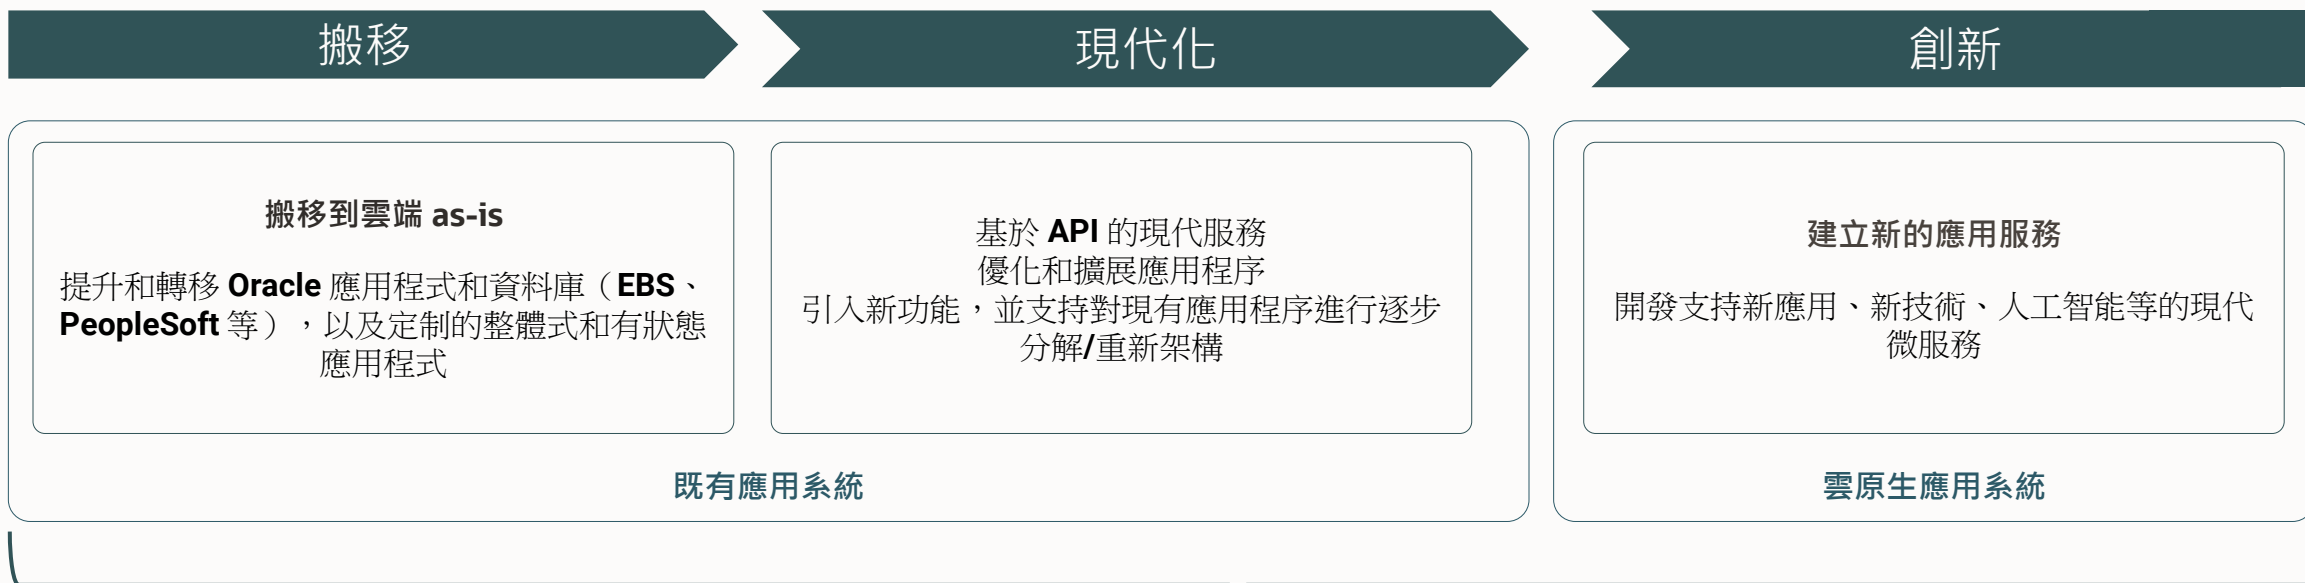 搬移
現代化
創新
搬移到雲端 as-is
提升和轉移 Oracle 應用程式和資料庫（EBS、
PeopleSoft 等），以及定制的整體式和有狀態
應用程式
基於 API 的現代服務
優化和擴展應用程序
引入新功能，並支持對現有應用程序進行逐步
分解/重新架構
建立新的應用服務
開發支持新應用、新技術、人工智能等的現代
微服務
既有應用系統
雲原生應用系統